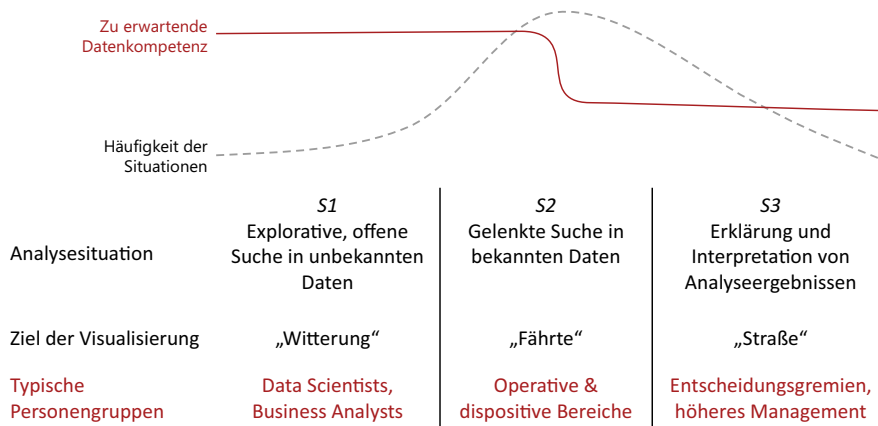 Zu erwartende
Datenkompetenz
Häufigkeit der
Situationen
S1
S2
S3
Analysesituation
Explorative, offene
Suche in unbekannten
Daten
Gelenkte Suche in
bekannten Daten
Erklärung und
Interpretation von
Analyseergebnissen
Ziel der Visualisierung
„Witterung“
„Fährte“
„Straße“
Typische
Personengruppen
Data Scientists,
Business Analysts
Operative &
dispositive Bereiche
Entscheidungsgremien,
höheres Management